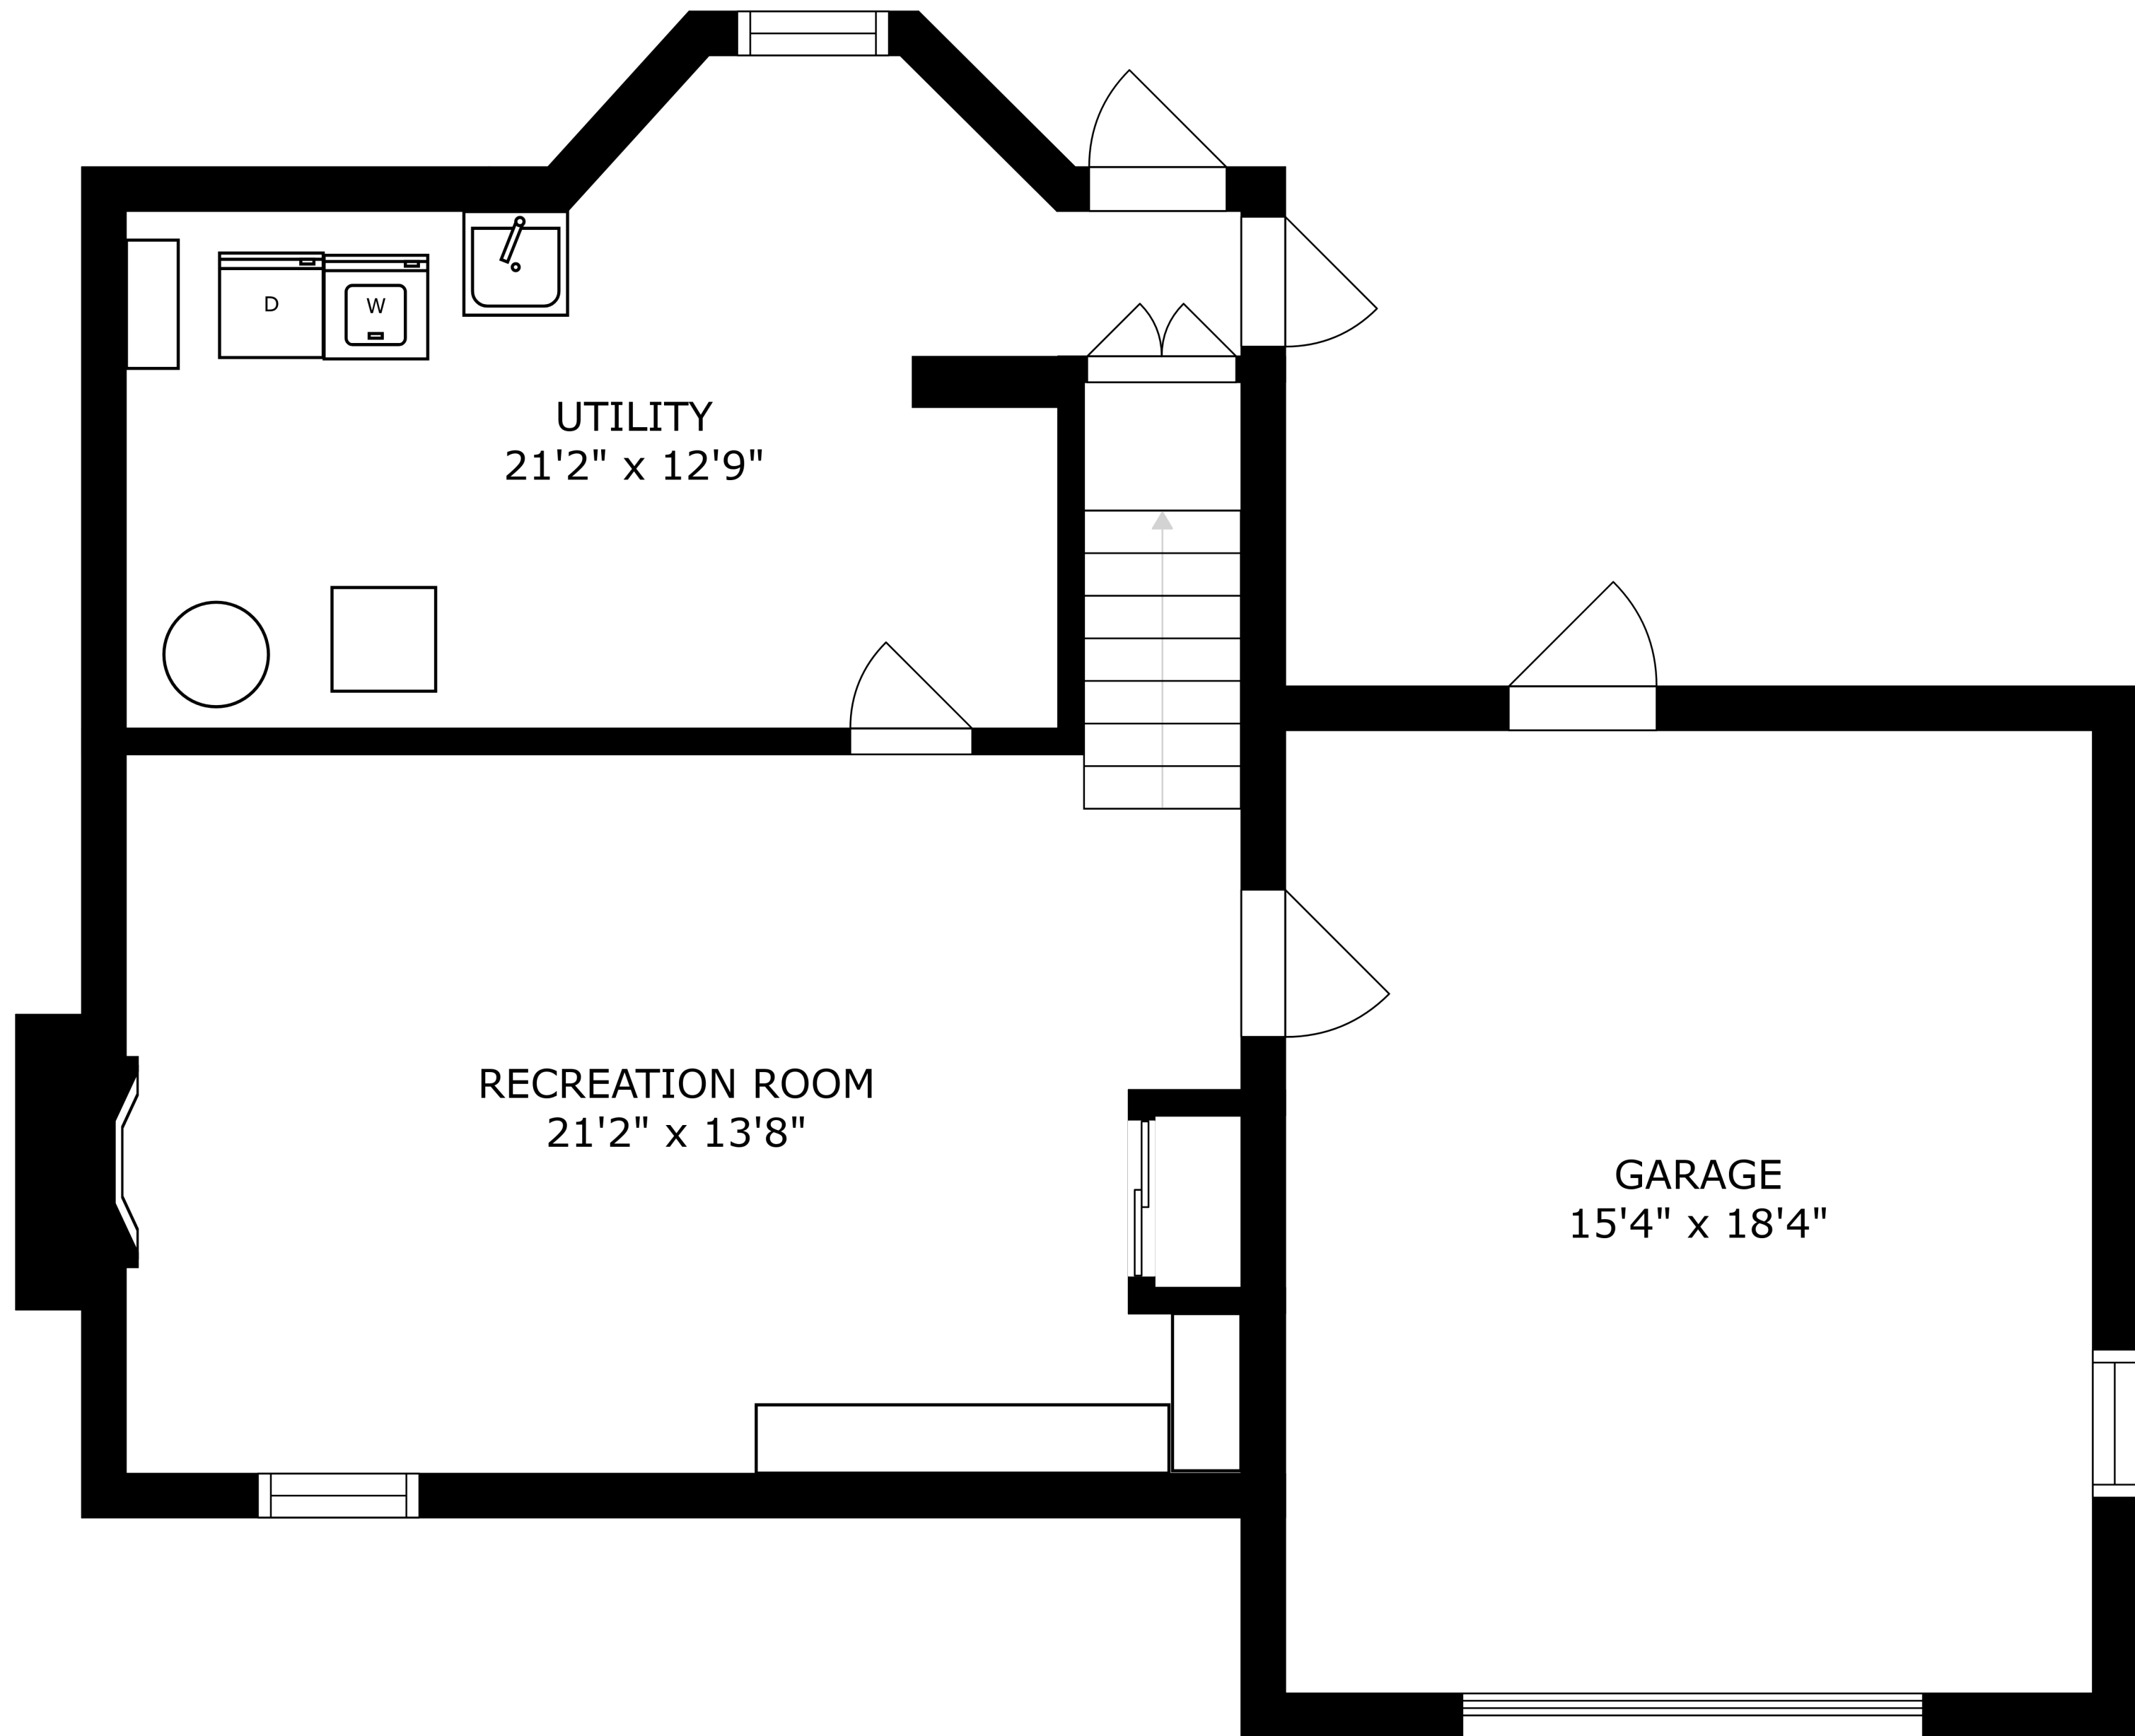 D
W
UTILITY
21'2" x 12'9"
RECREATION ROOM
21'2" x 13'8"
GARAGE
15'4" x 18'4"